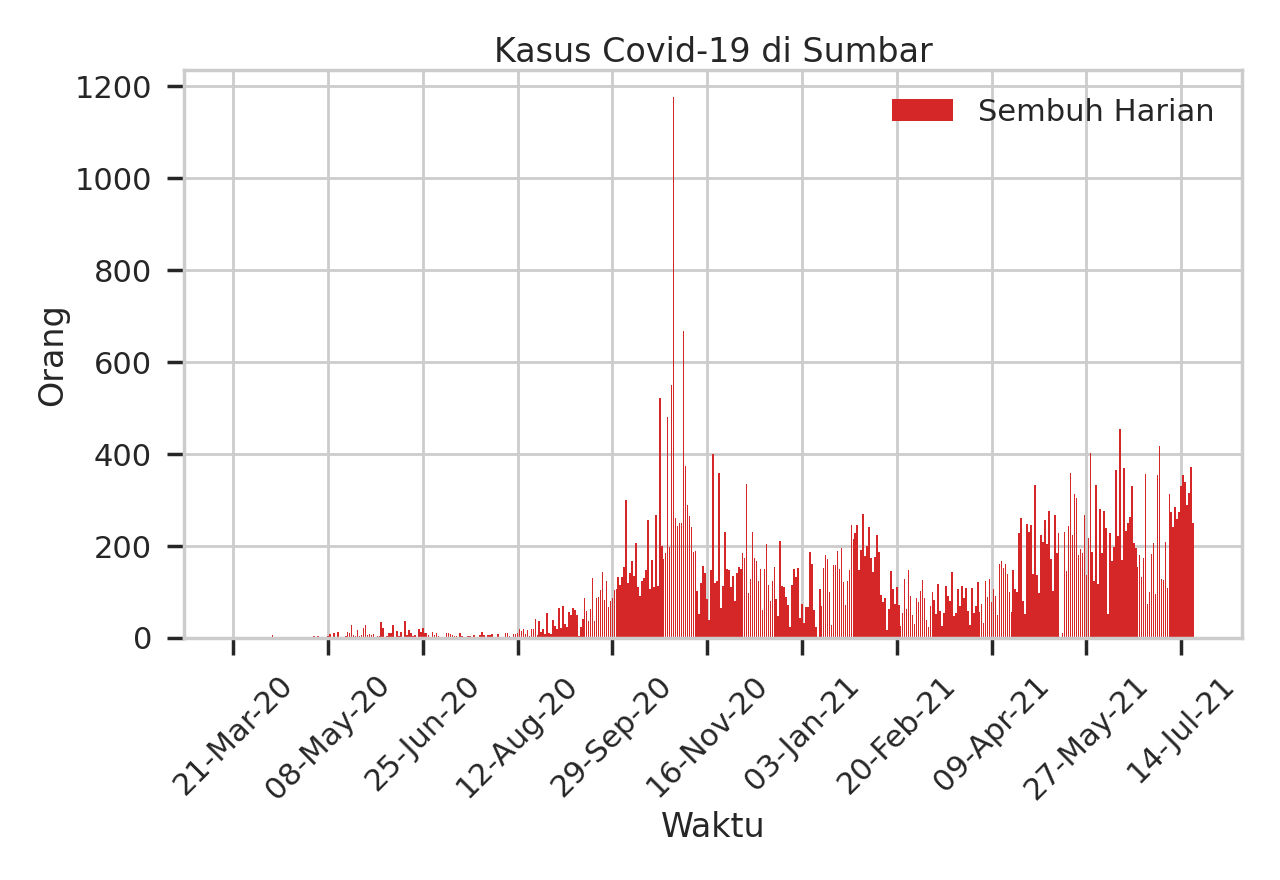 Kasus Covid-19 di Sumbar
Sembuh Harian
Orang
1200
1000
800
600
400
200
0
21-Mar-20
08-May-20
25-Jun-20
12-Aug-20
29-Sep-20
16-Nov-20
03-Jan-21
20-Feb-21
09-Apr-21
27-May-21
14-Jul-21
Waktu